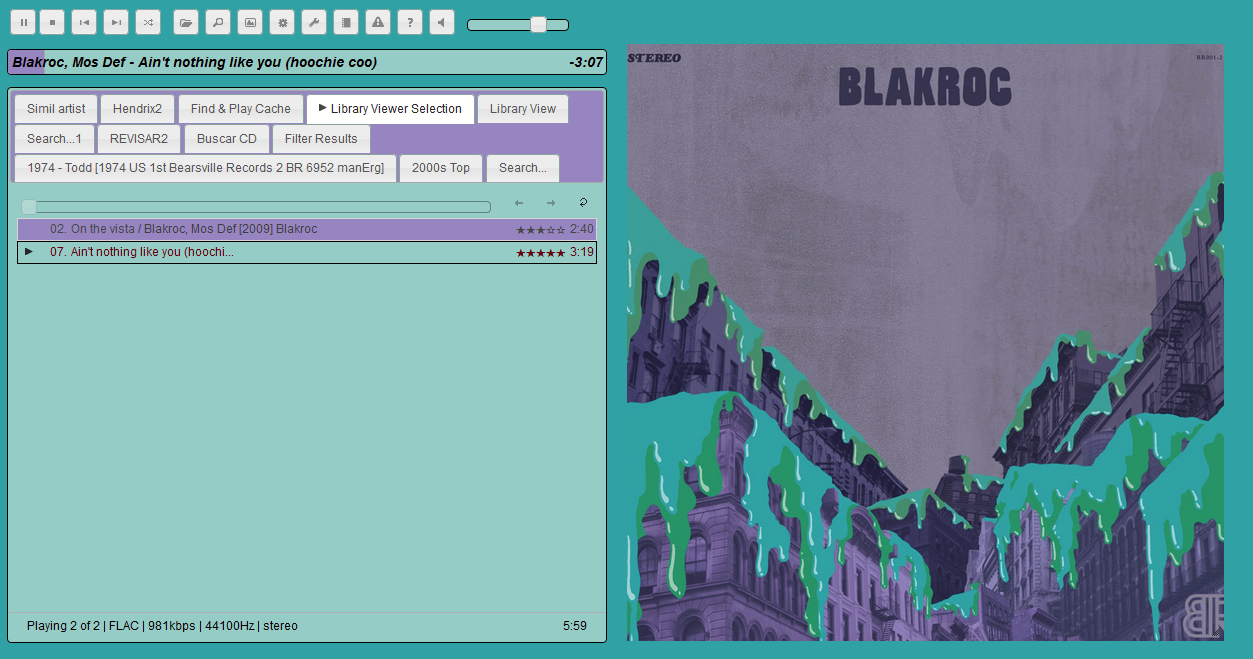 Blakroc, Mos Def - Ain't nothing like you (hoochie coo) -3:07
Simil artist Hendrix2 Find & Play Cache Library Viewer Selection Library View
Search...1 REVISAR2 Buscar CD Filter Results
1974 - Todd [1974 US 1st Bearsville Records 2 BR 6952 manErg] 2000s Top Search...
02. On the vista / Blakroc, Mos Def [2009] Blakroc ★★★☆☆ 2:40
07. Ain't nothing like you (hoochi... ★★★★★ 3:19
Playing 2 of 2 | FLAC | 981kbps | 44100Hz | stereo 5:59
STEREO
BR001-2
BLAKROC